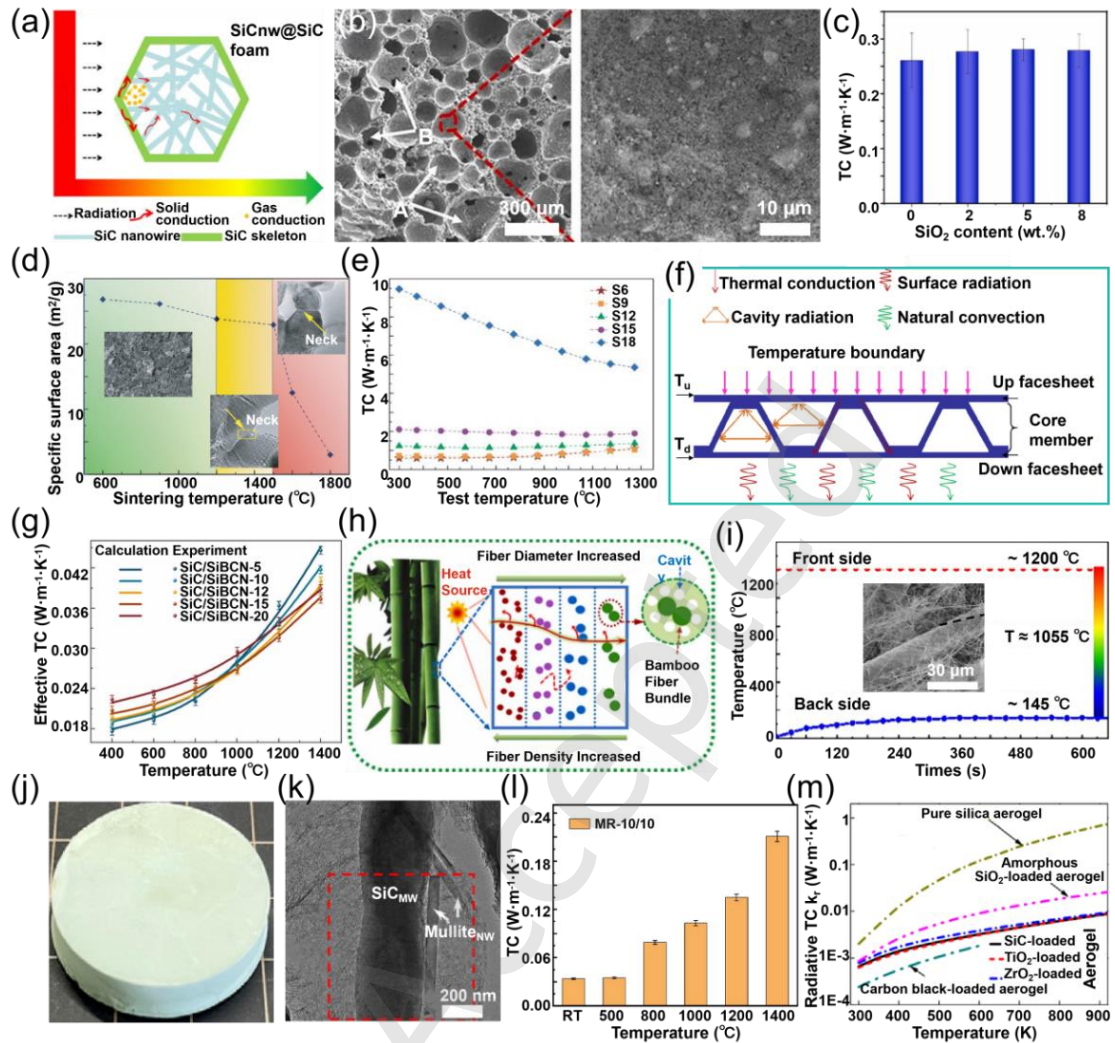 (a)
SiCnw@SiC
foam
Radiation
Solid
conduction
Gas
conduction
SiC nanowire
SiC skeleton
(b)
B
A
300 μm
10 μm
(c)
TC (W·m⁻¹·K⁻¹)
0.3
0.2
0.1
0.0
0 2 5 8
SiO₂ content (wt.%)
(d)
Specific surface area (m²/g)
30
20
10
0
Neck
Neck
600 1000 1200 1400 1600 1800
Sintering temperature (℃)
(e)
TC (W·m⁻¹·K⁻¹)
10
8
6
4
2
0
S6
S9
S12
S15
S18
300 500 700 900 1100 1300
Test temperature (℃)
(f)
Thermal conduction
Surface radiation
Cavity radiation
Natural convection
Temperature boundary
Tᵤ
Up facesheet
Core
member
T_d
Down facesheet
(g)
Effective TC (W·m⁻¹·K⁻¹)
0.042
0.036
0.030
0.024
0.018
Calculation Experiment
SiC/SiBCN-5
SiC/SiBCN-10
SiC/SiBCN-12
SiC/SiBCN-15
SiC/SiBCN-20
400 600 800 1000 1200 1400
Temperature (℃)
(h)
Fiber Diameter Increased
Heat
Source
Cavit
y
Bamboo
Fiber
Bundle
Fiber Density Increased
(i)
Temperature (℃)
1200
800
400
0
Front side
~ 1200 ℃
T ≈ 1055 ℃
30 μm
Back side
~ 145 ℃
0 120 240 360 480 600
Times (s)
(j)
(k)
SiC_MW
Mullite_NW
200 nm
(l)
TC (W·m⁻¹·K⁻¹)
0.24
0.18
0.12
0.06
0.00
MR-10/10
RT 500 800 1000 1200 1400
Temperature (℃)
(m)
Radiative TC kᵣ (W·m⁻¹·K⁻¹)
1
0.1
0.01
1E-3
1E-4
Pure silica aerogel
Amorphous
SiO₂-loaded aerogel
SiC-loaded
TiO₂-loaded
ZrO₂-loaded
Aerogel
Carbon black-loaded aerogel
300 400 500 600 700 800 900
Temperature (K)
Accepted